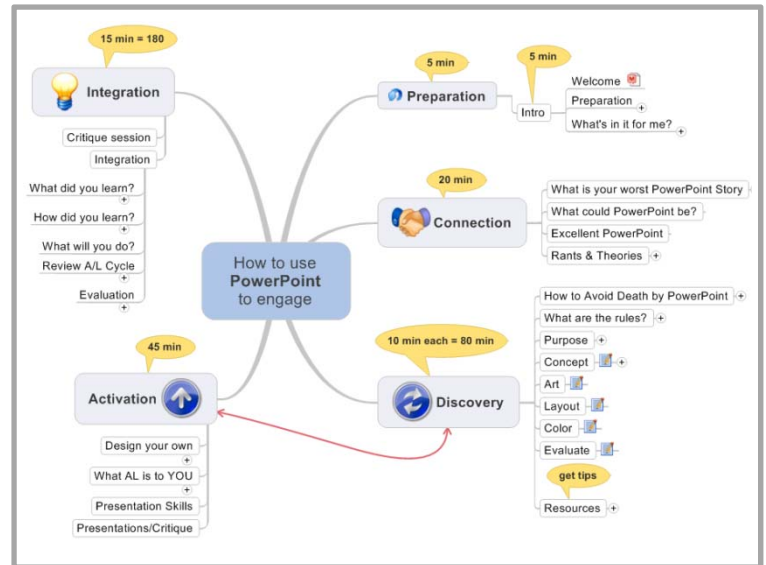 How to use
PowerPoint
to engage
5 min
Preparation
5 min
Intro
Welcome
Preparation
What's in it for me?
20 min
Connection
What is your worst PowerPoint Story
What could PowerPoint be?
Excellent PowerPoint
Rants & Theories
10 min each = 80 min
Discovery
How to Avoid Death by PowerPoint
What are the rules?
Purpose
Concept
Art
Layout
Color
Evaluate
get tips
Resources
45 min
Activation
Design your own
What AL is to YOU
Presentation Skills
Presentations/Critique
15 min = 180
Integration
Critique session
Integration
What did you learn?
How did you learn?
What will you do?
Review A/L Cycle
Evaluation